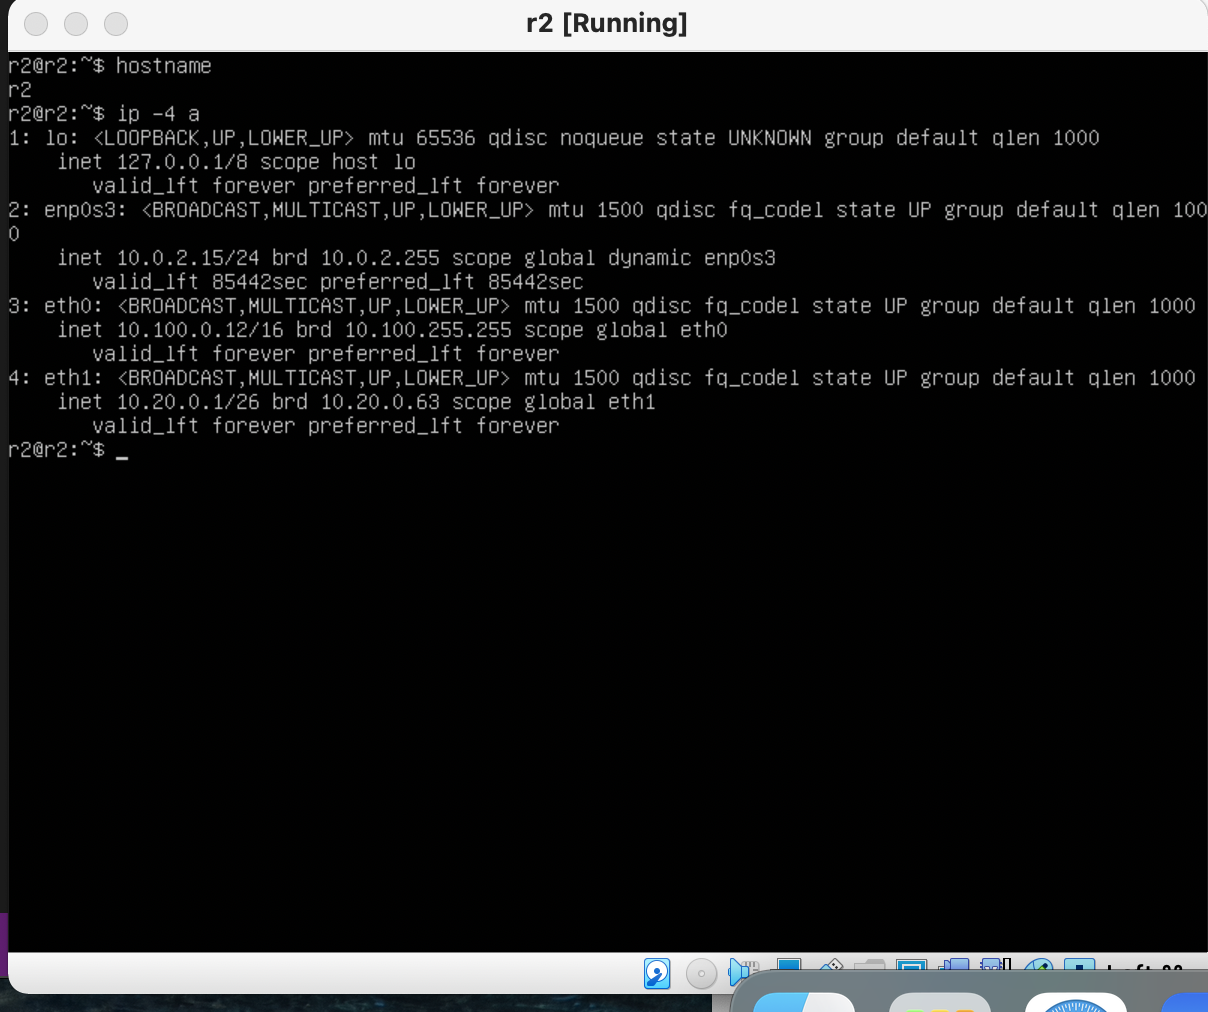 r2 [Running]
r2@r2:~$ hostname
r2
r2@r2:~$ ip -4 a
1: lo: <LOOPBACK,UP,LOWER_UP> mtu 65536 qdisc noqueue state UNKNOWN group default qlen 1000
    inet 127.0.0.1/8 scope host lo
       valid_lft forever preferred_lft forever
2: enp0s3: <BROADCAST,MULTICAST,UP,LOWER_UP> mtu 1500 qdisc fq_codel state UP group default qlen 100
0
    inet 10.0.2.15/24 brd 10.0.2.255 scope global dynamic enp0s3
       valid_lft 85442sec preferred_lft 85442sec
3: eth0: <BROADCAST,MULTICAST,UP,LOWER_UP> mtu 1500 qdisc fq_codel state UP group default qlen 1000
    inet 10.100.0.12/16 brd 10.100.255.255 scope global eth0
       valid_lft forever preferred_lft forever
4: eth1: <BROADCAST,MULTICAST,UP,LOWER_UP> mtu 1500 qdisc fq_codel state UP group default qlen 1000
    inet 10.20.0.1/26 brd 10.20.0.63 scope global eth1
       valid_lft forever preferred_lft forever
r2@r2:~$ _